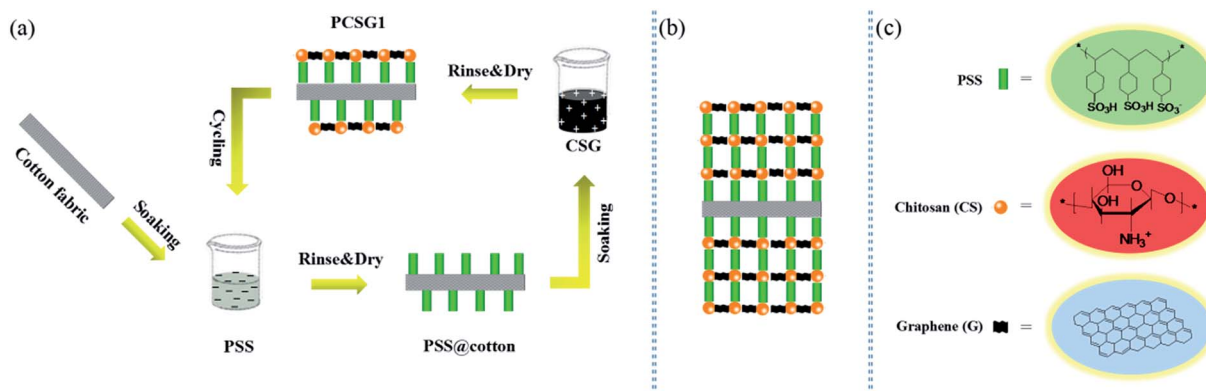 (a)
PCSG1
Rinse&Dry
CSG
Cycling
Cotton fabric
Soaking
PSS
Rinse&Dry
PSS@cotton
Soaking
(b)
(c)
PSS =
* *
SO₃H SO₃H SO₃⁻
Chitosan (CS) =
OH
O
OH
* O *
NH₃⁺
Graphene (G) =